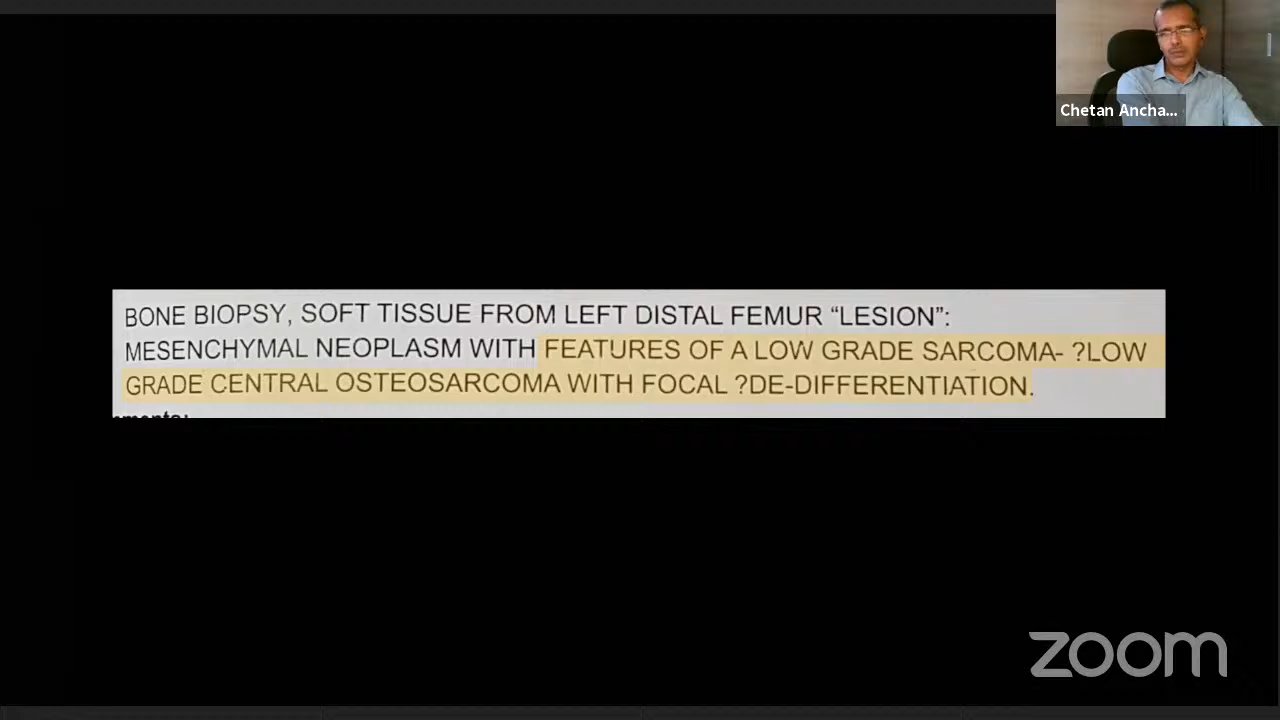 Chetan Ancha...
BONE BIOPSY, SOFT TISSUE FROM LEFT DISTAL FEMUR “LESION”:
MESENCHYMAL NEOPLASM WITH FEATURES OF A LOW GRADE SARCOMA- ?LOW
GRADE CENTRAL OSTEOSARCOMA WITH FOCAL ?DE-DIFFERENTIATION.
zoom